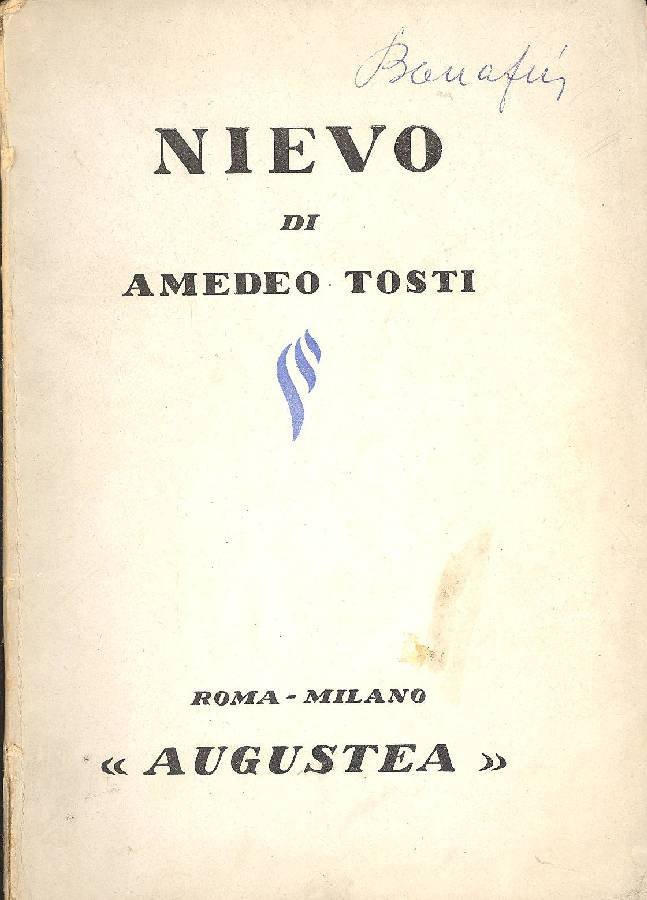 NIEVO
DI
AMEDEO TOSTI
ROMA - MILANO
« AUGUSTEA »